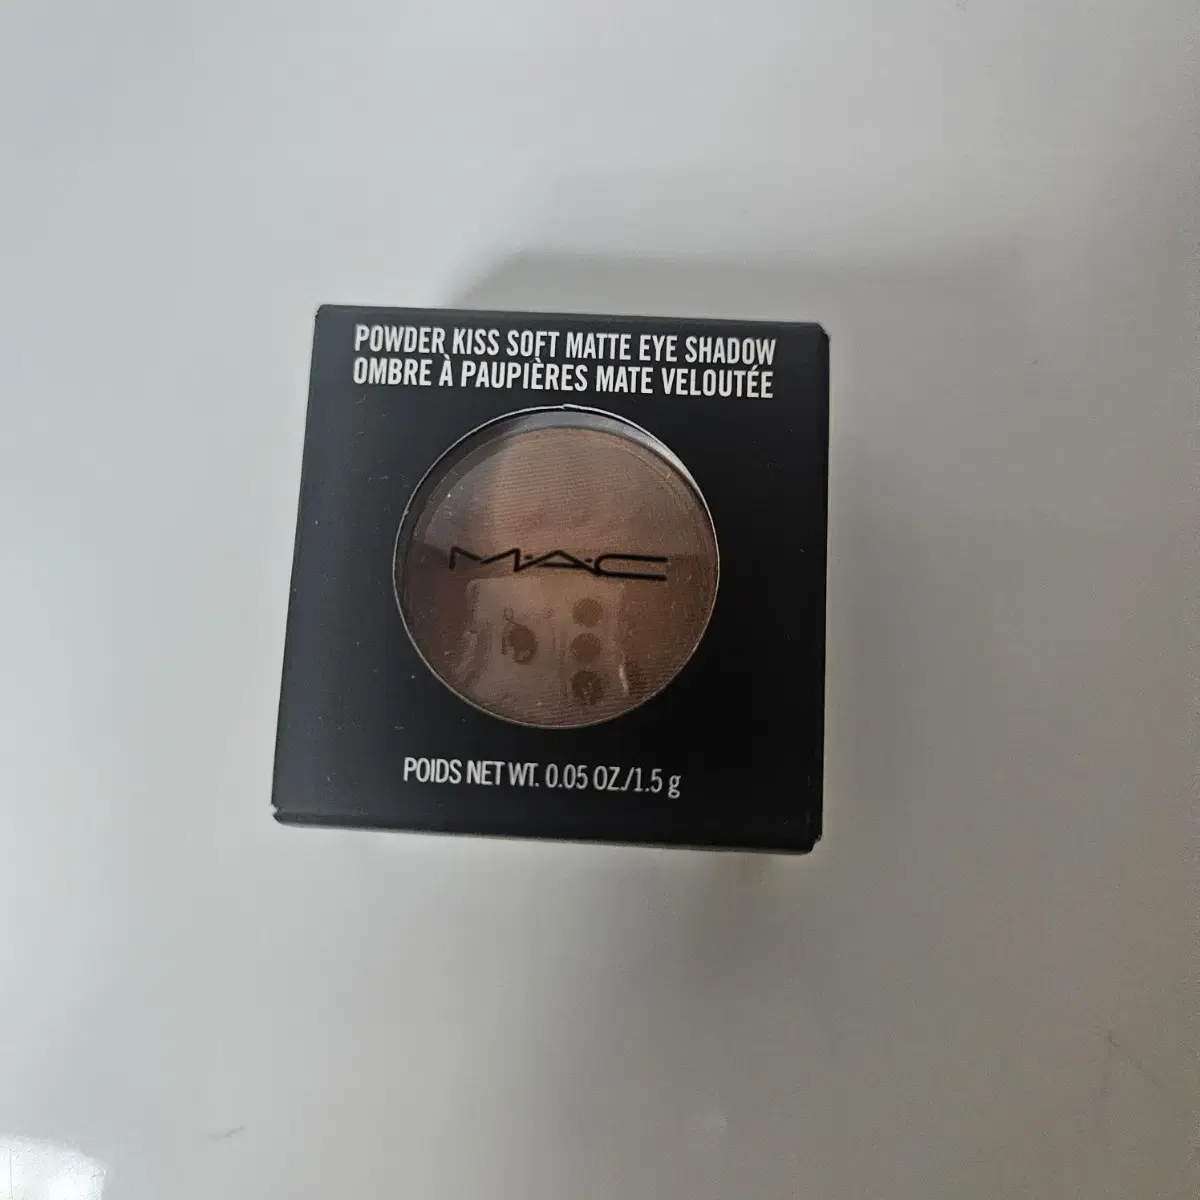 POWDER KISS SOFT MATTE EYE SHADOW
OMBRE À PAUPIÈRES MATE VELOUTÉE
M·A·C
POIDS NET WT. 0.05 OZ./1.5 g